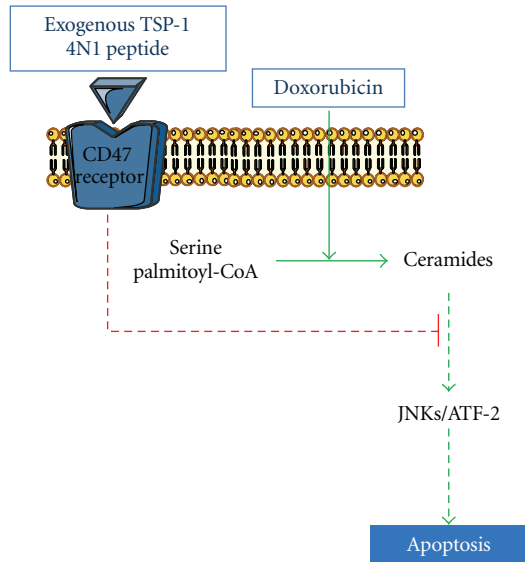 Exogenous TSP-1
4N1 peptide
Doxorubicin
CD47
receptor
Serine
palmitoyl-CoA
Ceramides
JNKs/ATF-2
Apoptosis